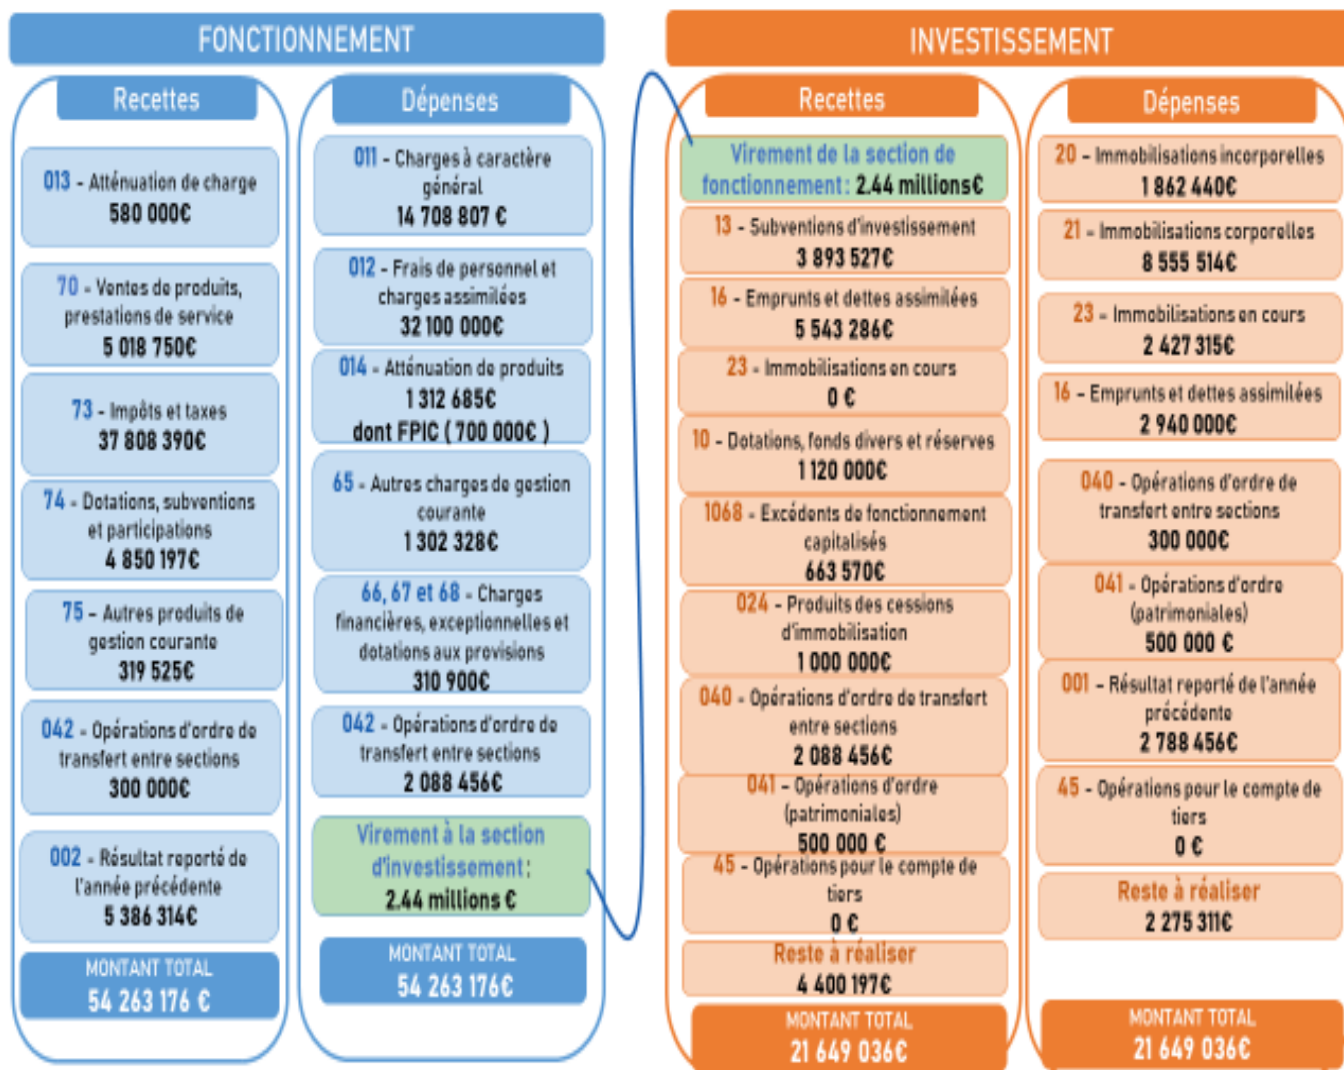 FONCTIONNEMENT
Recettes
013 - Atténuation de charge
580 000€
70 - Ventes de produits,
prestations de service
5 018 750€
73 - Impôts et taxes
37 808 390€
74 - Dotations, subventions
et participations
4 850 197€
75 - Autres produits de
gestion courante
319 525€
042 - Opérations d'ordre de
transfert entre sections
300 000€
002 - Résultat reporté de
l'année précédente
5 386 314€
MONTANT TOTAL
54 263 176 €
Dépenses
011 - Charges à caractère
général
14 708 807 €
012 - Frais de personnel et
charges assimilées
32 100 000€
014 - Atténuation de produits
1 312 685€
dont FPIC ( 700 000€ )
65 - Autres charges de gestion
courante
1 302 328€
66, 67 et 68 - Charges
financières, exceptionnelles et
dotations aux provisions
310 900€
042 - Opérations d'ordre de
transfert entre sections
2 088 456€
Virement à la section
d'investissement :
2.44 millions €
MONTANT TOTAL
54 263 176€
INVESTISSEMENT
Recettes
Virement de la section de
fonctionnement : 2.44 millions€
13 - Subventions d'investissement
3 893 527€
16 - Emprunts et dettes assimilées
5 543 286€
23 - Immobilisations en cours
0 €
10 - Dotations, fonds divers et réserves
1 120 000€
1068 - Excédents de fonctionnement
capitalisés
663 570€
024 - Produits des cessions
d'immobilisation
1 000 000€
040 - Opérations d'ordre de transfert
entre sections
2 088 456€
041 - Opérations d'ordre
(patrimoniales)
500 000 €
45 - Opérations pour le compte de
tiers
0 €
Reste à réaliser
4 400 197€
MONTANT TOTAL
21 649 036€
Dépenses
20 - Immobilisations incorporelles
1 862 440€
21 - Immobilisations corporelles
8 555 514€
23 - Immobilisations en cours
2 427 315€
16 - Emprunts et dettes assimilées
2 940 000€
040 - Opérations d'ordre de
transfert entre sections
300 000€
041 - Opérations d'ordre
(patrimoniales)
500 000 €
001 - Résultat reporté de l'année
précédente
2 788 456€
45 - Opérations pour le compte de
tiers
0 €
Reste à réaliser
2 275 311€
MONTANT TOTAL
21 649 036€